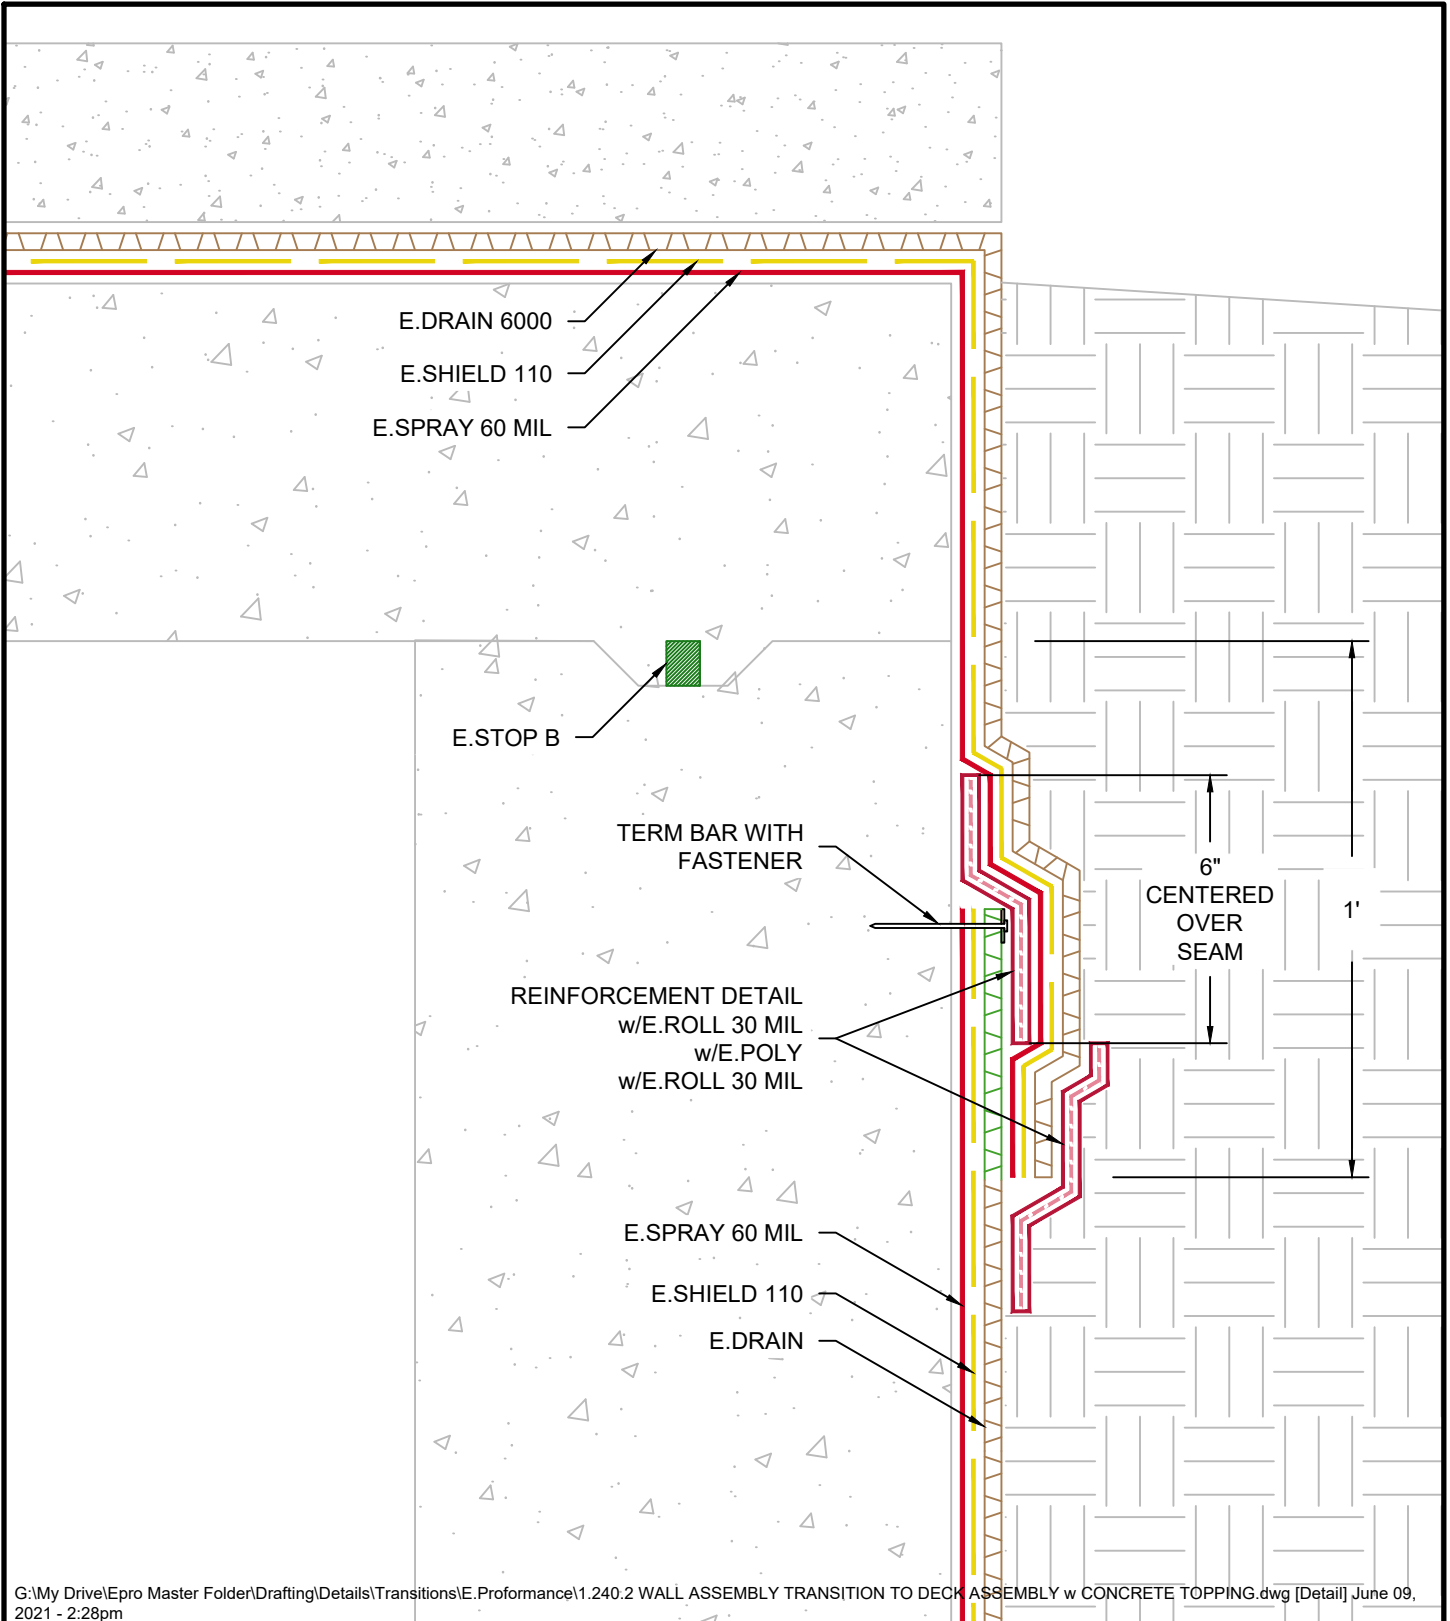 E.DRAIN 6000
E.SHIELD 110
E.SPRAY 60 MIL
E.STOP B
TERM BAR WITH
FASTENER
6"
CENTERED
OVER
SEAM
1'
REINFORCEMENT DETAIL
w/E.ROLL 30 MIL
w/E.POLY
w/E.ROLL 30 MIL
E.SPRAY 60 MIL
E.SHIELD 110
E.DRAIN
G:\My Drive\Epro Master Folder\Drafting\Details\Transitions\E.Proformance\1.240.2 WALL ASSEMBLY TRANSITION TO DECK ASSEMBLY w CONCRETE TOPPING.dwg [Detail] June 09,
2021 - 2:28pm